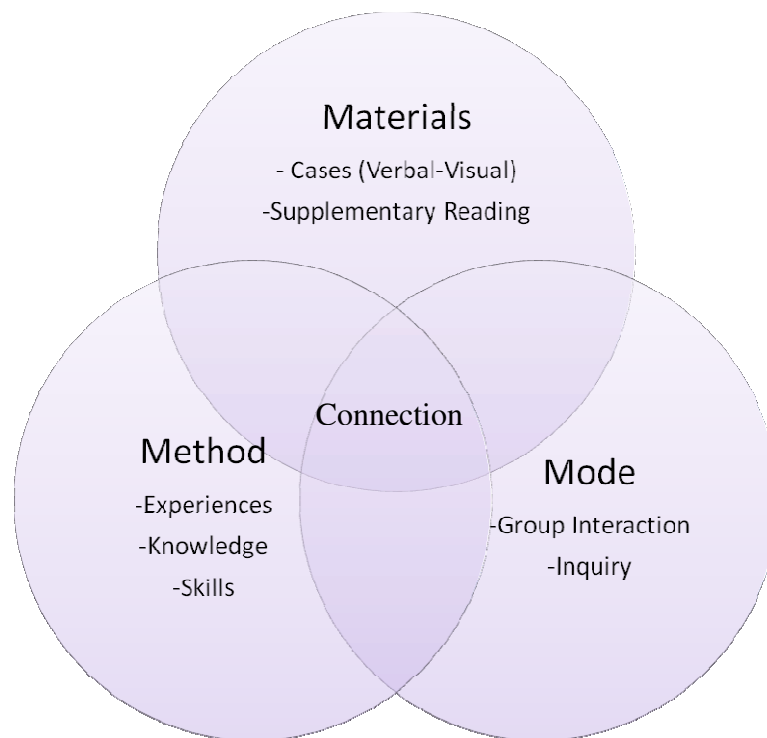 Materials
- Cases (Verbal-Visual)
-Supplementary Reading
Connection
Method
-Experiences
-Knowledge
-Skills
Mode
-Group Interaction
-Inquiry